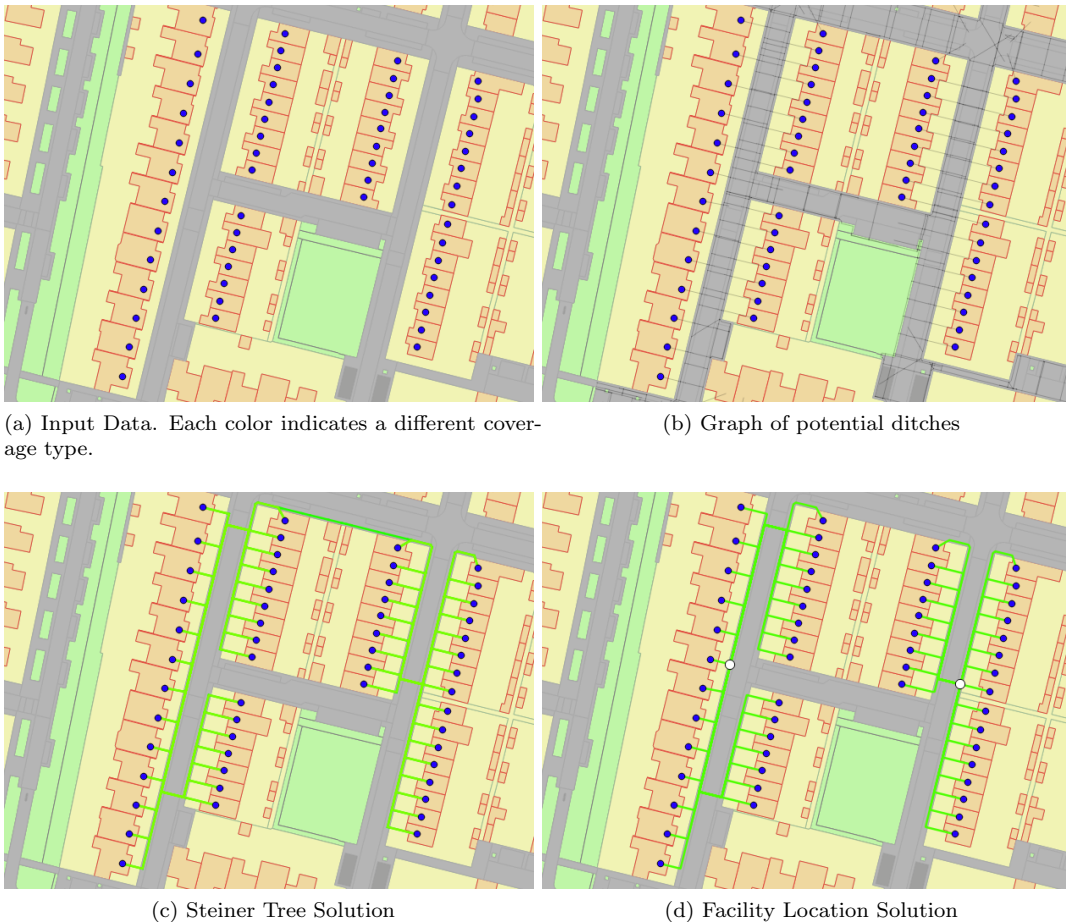 (a) Input Data. Each color indicates a different cover-
age type.
(b) Graph of potential ditches
(c) Steiner Tree Solution
(d) Facility Location Solution